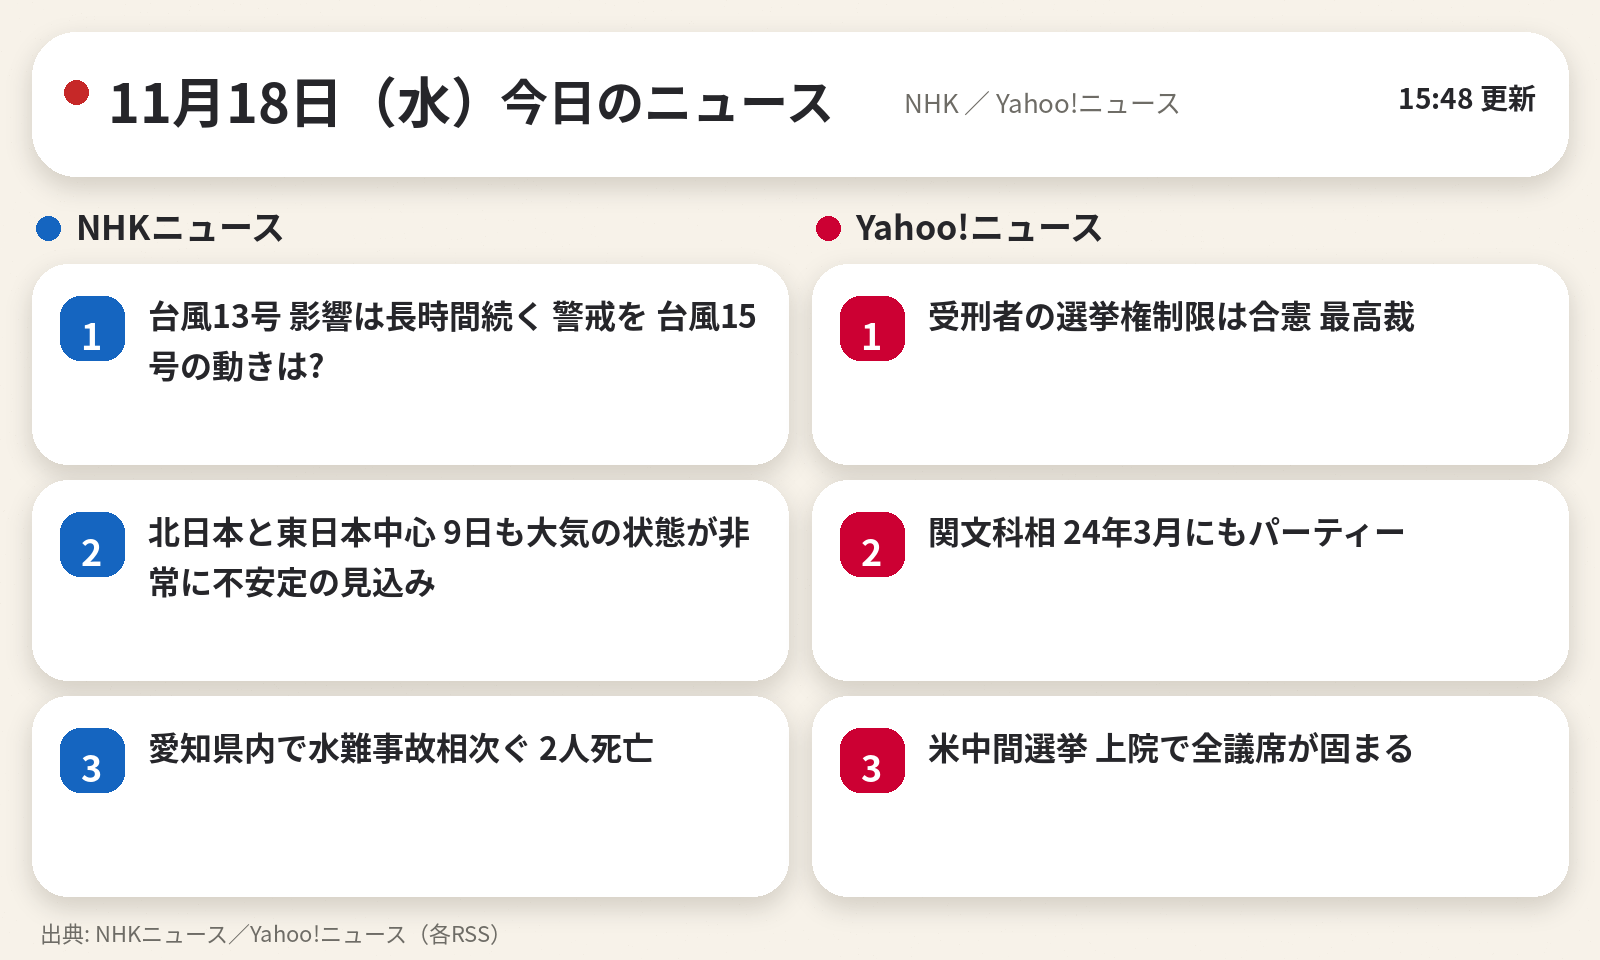 11月18日（水）今日のニュース
NHK ／ Yahoo!ニュース
15:48 更新
NHKニュース
1
台風13号 影響は長時間続く 警戒を 台風15
号の動きは?
2
北日本と東日本中心 9日も大気の状態が非
常に不安定の見込み
3
愛知県内で水難事故相次ぐ 2人死亡
Yahoo!ニュース
1
受刑者の選挙権制限は合憲 最高裁
2
関文科相 24年3月にもパーティー
3
米中間選挙 上院で全議席が固まる
出典: NHKニュース／Yahoo!ニュース（各RSS）